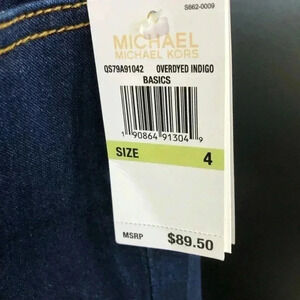 S662-0009
MICHAEL
MICHAEL KORS
QS79A91042 OVERDYED INDIGO
BASICS
1 90864 91304 9
SIZE 4
MSRP $89.50